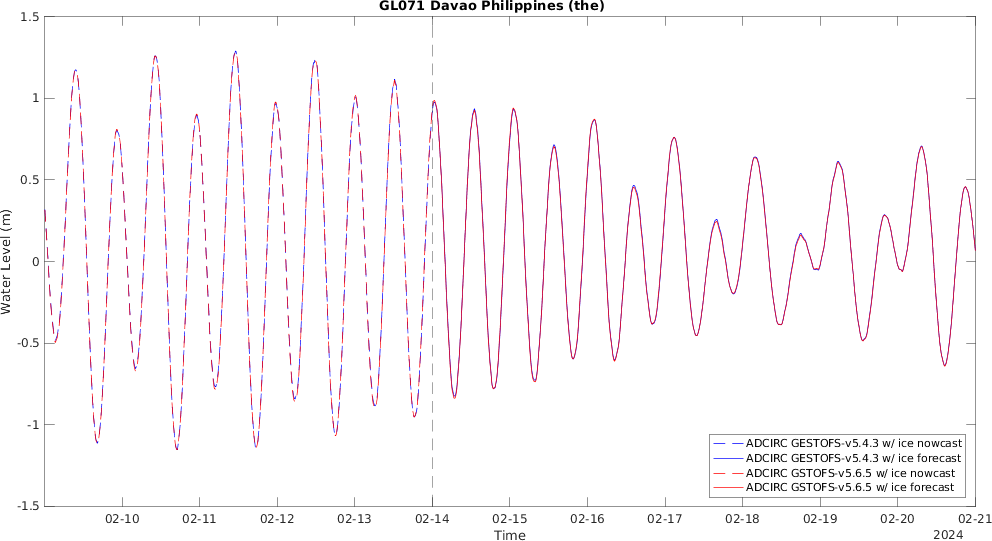 GL071 Davao Philippines (the)
1.5
1
0.5
0
-0.5
-1
-1.5
Water Level (m)
ADCIRC GESTOFS-v5.4.3 w/ ice nowcast
ADCIRC GESTOFS-v5.4.3 w/ ice forecast
ADCIRC GSTOFS-v5.6.5 w/ ice nowcast
ADCIRC GSTOFS-v5.6.5 w/ ice forecast
02-10 02-11 02-12 02-13 02-14 02-15 02-16 02-17 02-18 02-19 02-20 02-21
Time
2024